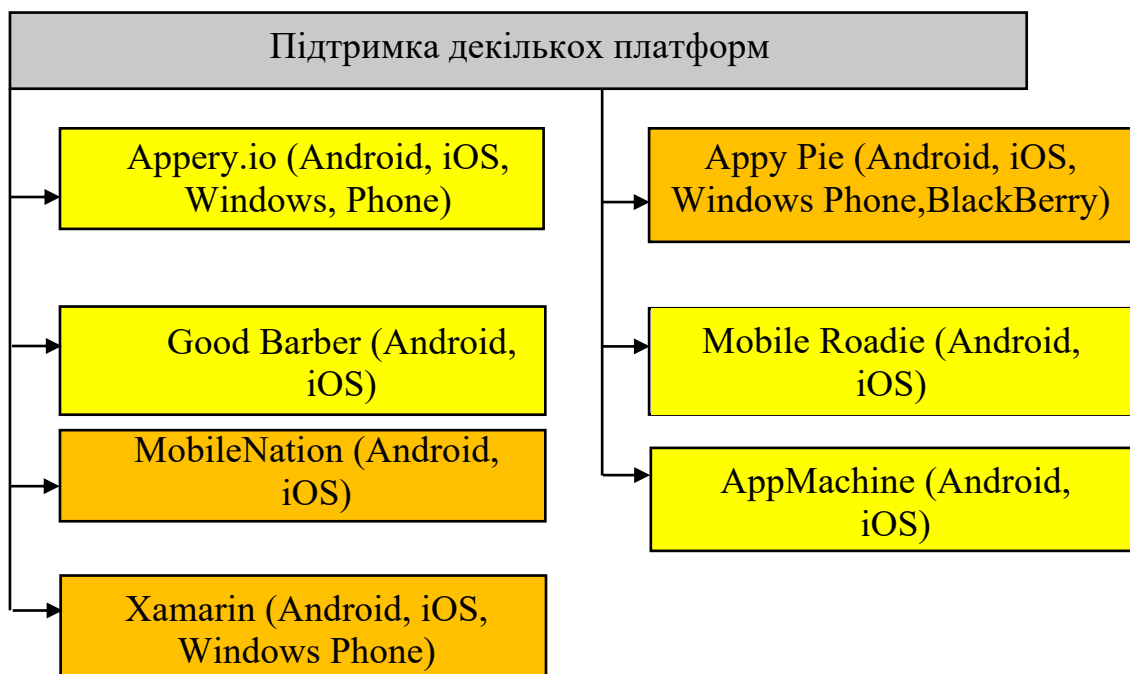 Підтримка декількох платформ
Appery.io (Android, iOS,
Windows, Phone)
Good Barber (Android,
iOS)
MobileNation (Android,
iOS)
Xamarin (Android, iOS,
Windows Phone)
Appy Pie (Android, iOS,
Windows Phone,BlackBerry)
Mobile Roadie (Android,
iOS)
AppMachine (Android,
iOS)